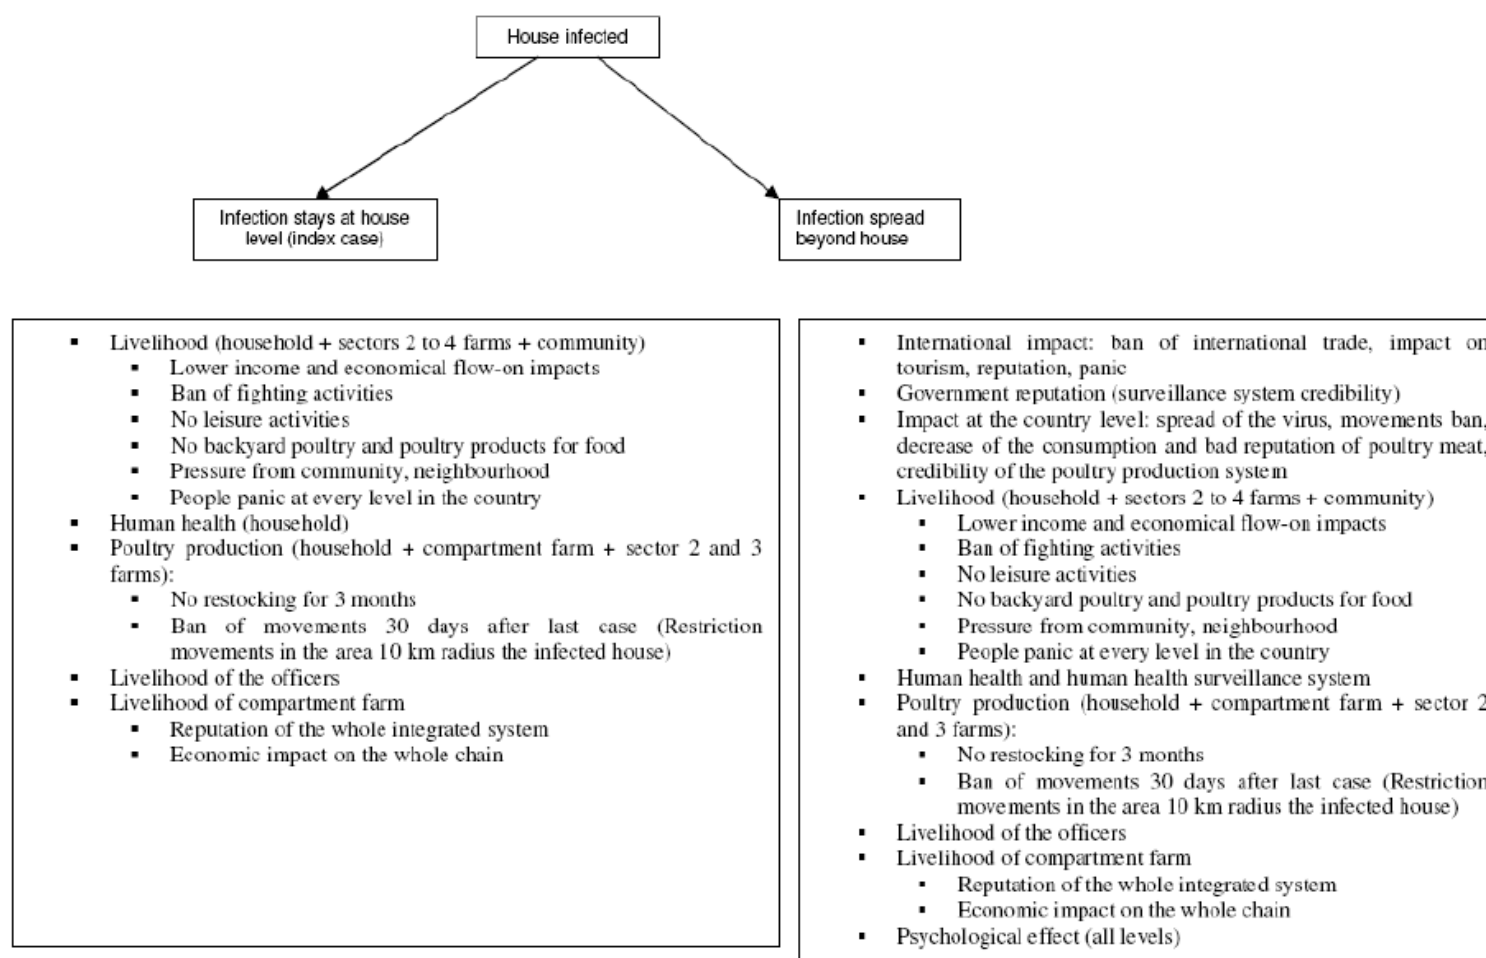 House infected
Infection stays at house
level (index case)
Infection spread
beyond house
▪ Livelihood (household + sectors 2 to 4 farms + community)
▪ Lower income and economical flow-on impacts
▪ Ban of fighting activities
▪ No leisure activities
▪ No backyard poultry and poultry products for food
▪ Pressure from community, neighbourhood
▪ People panic at every level in the country
▪ Human health (household)
▪ Poultry production (household + compartment farm + sector 2 and 3
farms):
▪ No restocking for 3 months
▪ Ban of movements 30 days after last case (Restriction
movements in the area 10 km radius the infected house)
▪ Livelihood of the officers
▪ Livelihood of compartment farm
▪ Reputation of the whole integrated system
▪ Economic impact on the whole chain
▪ International impact: ban of international trade, impact on
tourism, reputation, panic
▪ Government reputation (surveillance system credibility)
▪ Impact at the country level: spread of the virus, movements ban,
decrease of the consumption and bad reputation of poultry meat,
credibility of the poultry production system
▪ Livelihood (household + sectors 2 to 4 farms + community)
▪ Lower income and economical flow-on impacts
▪ Ban of fighting activities
▪ No leisure activities
▪ No backyard poultry and poultry products for food
▪ Pressure from community, neighbourhood
▪ People panic at every level in the country
▪ Human health and human health surveillance system
▪ Poultry production (household + compartment farm + sector 2
and 3 farms):
▪ No restocking for 3 months
▪ Ban of movements 30 days after last case (Restriction
movements in the area 10 km radius the infected house)
▪ Livelihood of the officers
▪ Livelihood of compartment farm
▪ Reputation of the whole integrated system
▪ Economic impact on the whole chain
▪ Psychological effect (all levels)